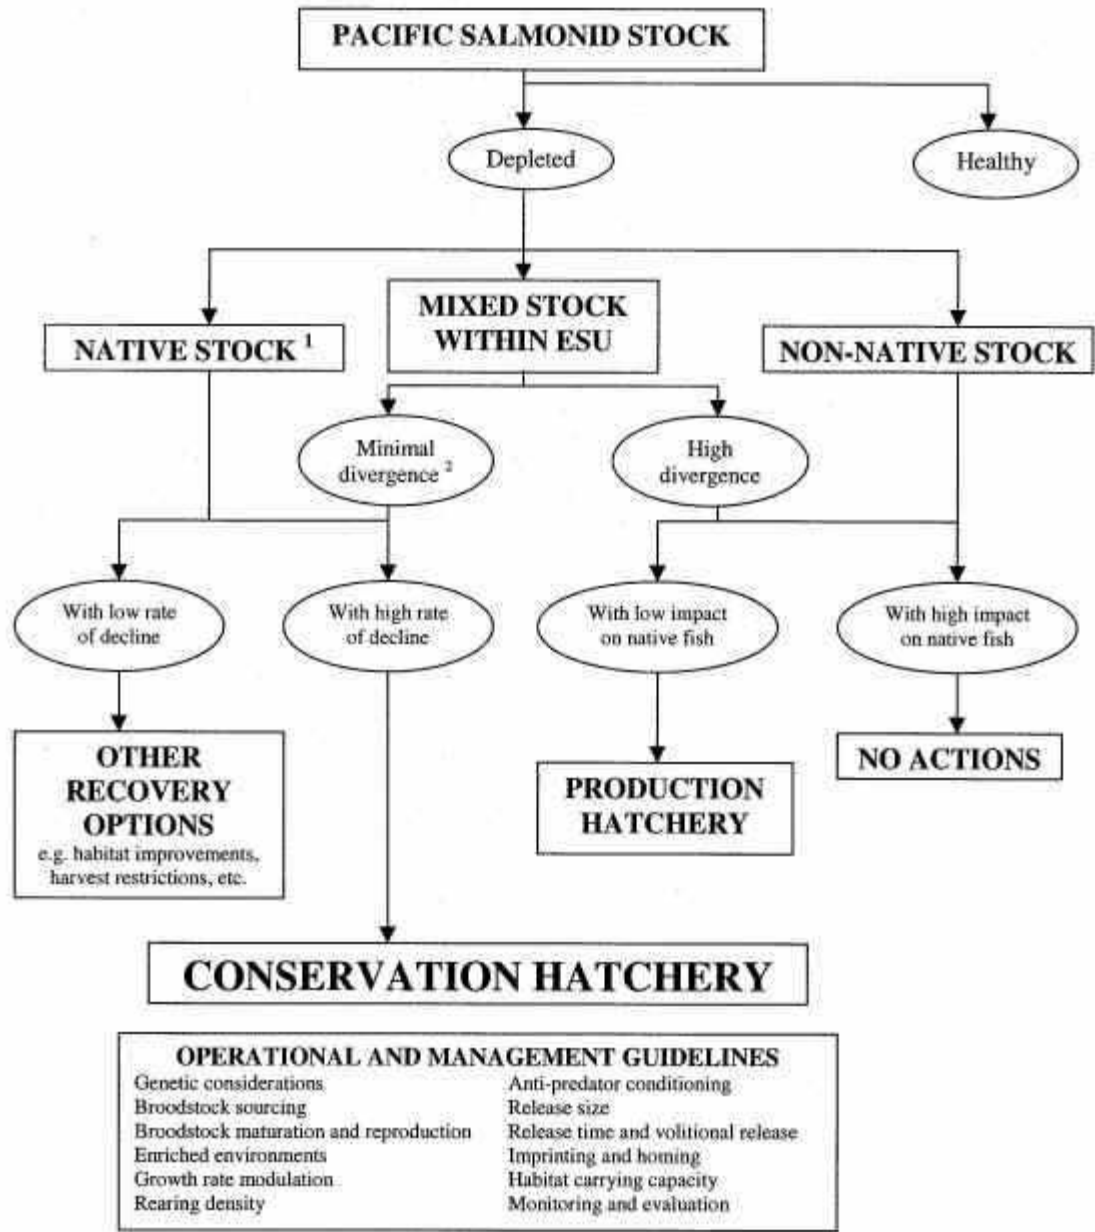 PACIFIC SALMONID STOCK
Depleted
Healthy
NATIVE STOCK 1
MIXED STOCK
WITHIN ESU
NON-NATIVE STOCK
Minimal
divergence 2
High
divergence
With low rate
of decline
With high rate
of decline
With low impact
on native fish
With high impact
on native fish
OTHER
RECOVERY
OPTIONS
e.g. habitat improvements,
harvest restrictions, etc.
PRODUCTION
HATCHERY
NO ACTIONS
CONSERVATION HATCHERY
OPERATIONAL AND MANAGEMENT GUIDELINES
Genetic considerations
Broodstock sourcing
Broodstock maturation and reproduction
Enriched environments
Growth rate modulation
Rearing density
Anti-predator conditioning
Release size
Release time and volitional release
Imprinting and homing
Habitat carrying capacity
Monitoring and evaluation